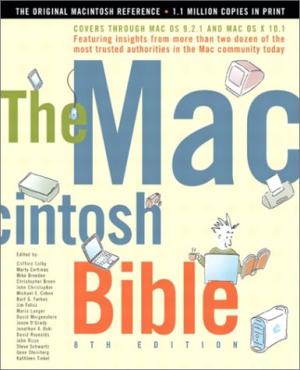 THE ORIGINAL MACINTOSH REFERENCE • 1.1 MILLION COPIES IN PRINT
COVERS THROUGH MAC OS 9.2.1 AND MAC OS X 10.1
Featuring insights from more than two dozen of the
most trusted authorities in the Mac community today
The Mac
cintosh
Bible
8TH EDITION
Edited by:
Clifford Colby
Marty Cortinas
Mike Breeden
Christopher Breen
John Christopher
Michael E. Cohen
Bart G. Farkas
Jim Felici
Maria Langer
David Morgenstern
Jason O'Grady
Jonathan A. Oski
David Reynolds
John Rizzo
Steve Schwartz
Gene Steinberg
Kathleen Tinkel